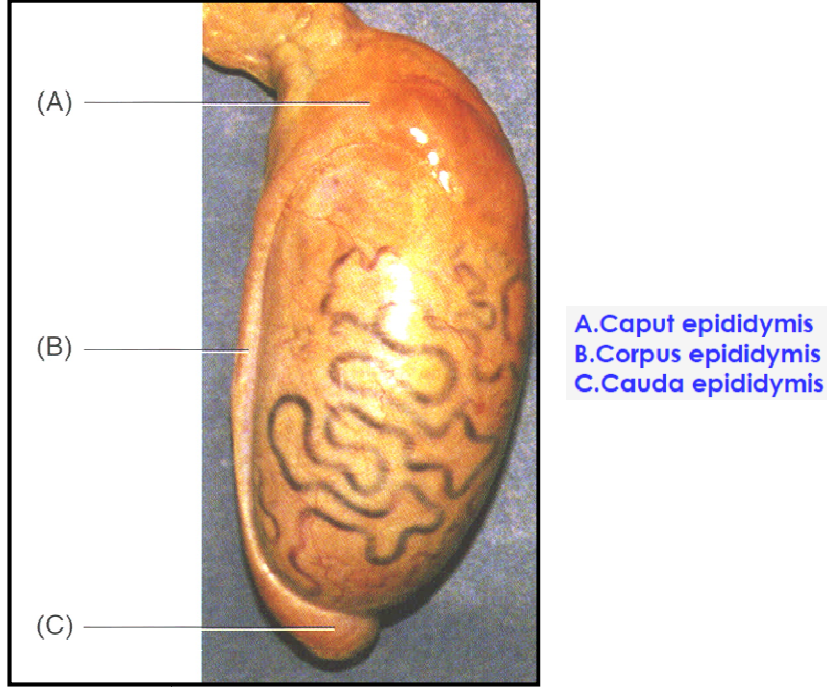 (A)
(B)
(C)
A.Caput epididymis
B.Corpus epididymis
C.Cauda epididymis